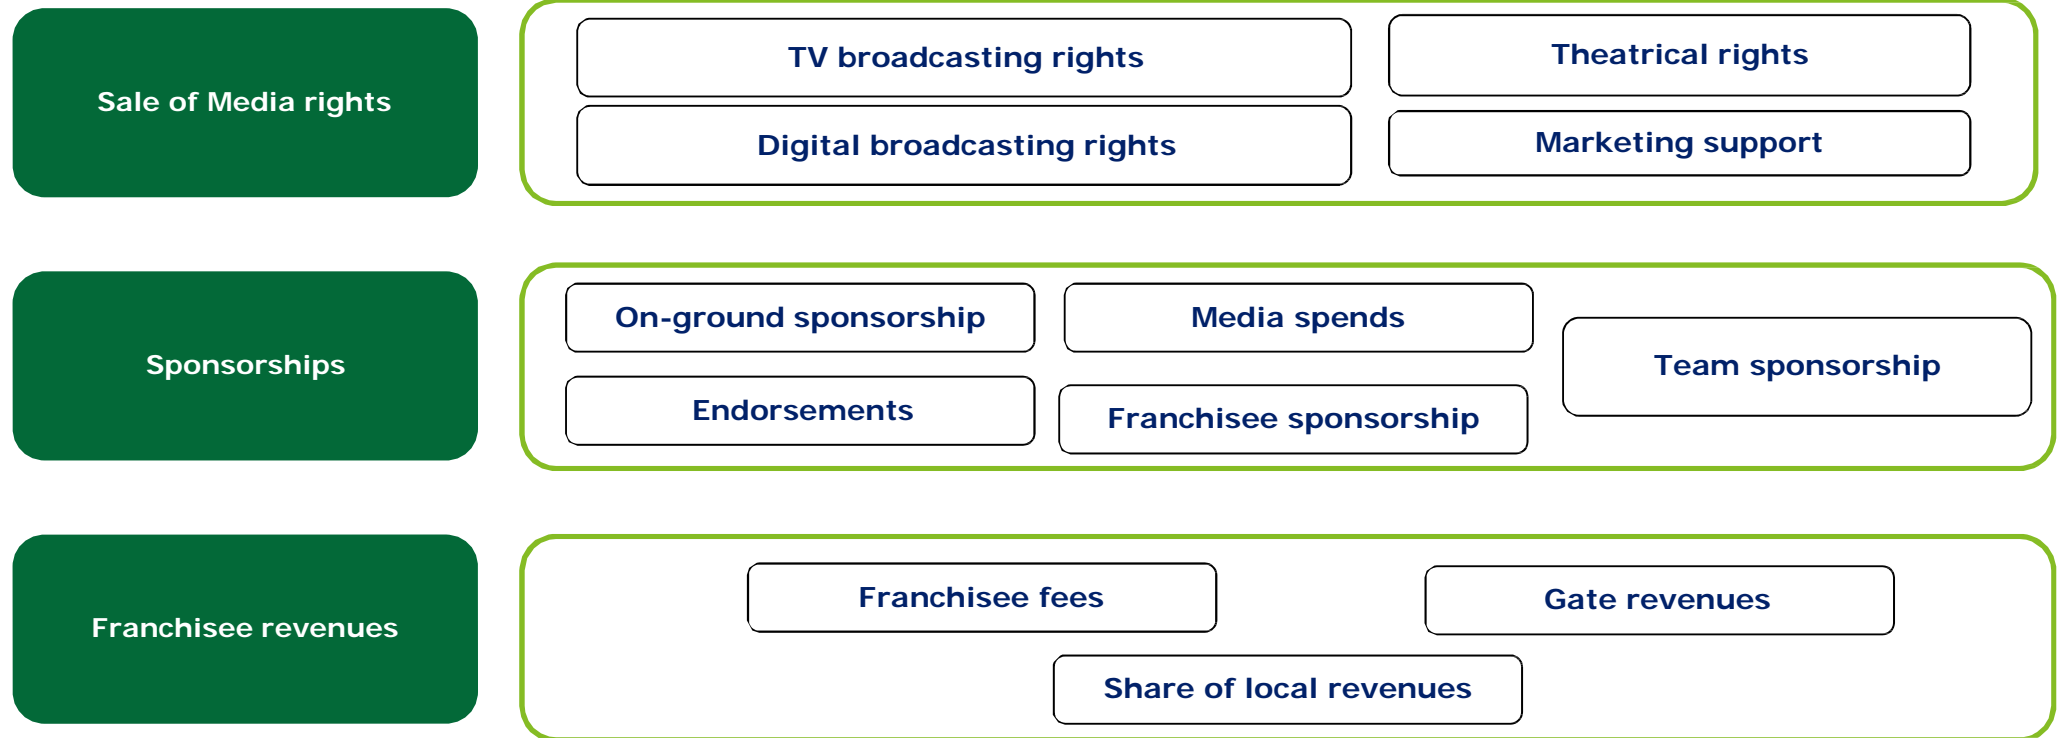 Sale of Media rights
TV broadcasting rights
Theatrical rights
Digital broadcasting rights
Marketing support
Sponsorships
On-ground sponsorship
Media spends
Team sponsorship
Endorsements
Franchisee sponsorship
Franchisee revenues
Franchisee fees
Gate revenues
Share of local revenues